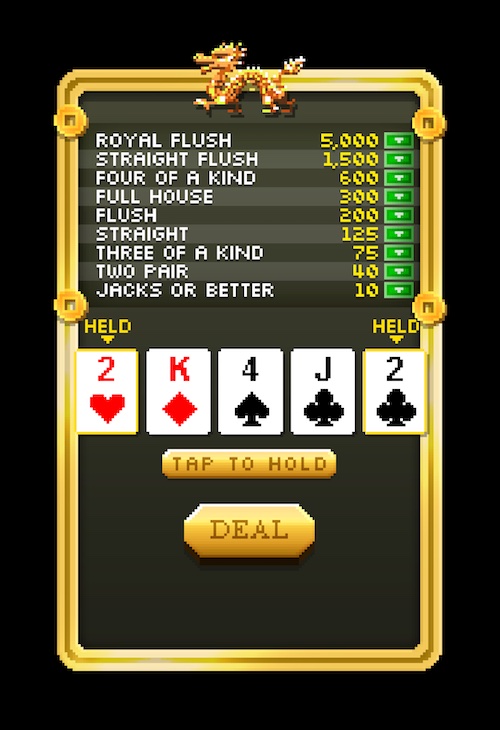 ROYAL FLUSH 5,000
STRAIGHT FLUSH 1,500
FOUR OF A KIND 600
FULL HOUSE 300
FLUSH 200
STRAIGHT 125
THREE OF A KIND 75
TWO PAIR 40
JACKS OR BETTER 10
HELD HELD
2 K 4 J 2
TAP TO HOLD
DEAL